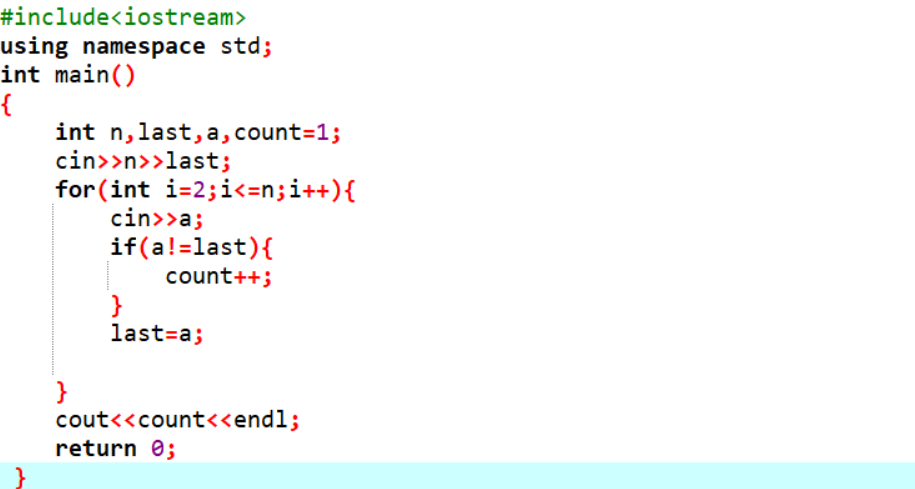 #include<iostream>
using namespace std;
int main()
{
    int n,last,a,count=1;
    cin>>n>>last;
    for(int i=2;i<=n;i++){
        cin>>a;
        if(a!=last){
            count++;
        }
        last=a;

    }
    cout<<count<<endl;
    return 0;
 }